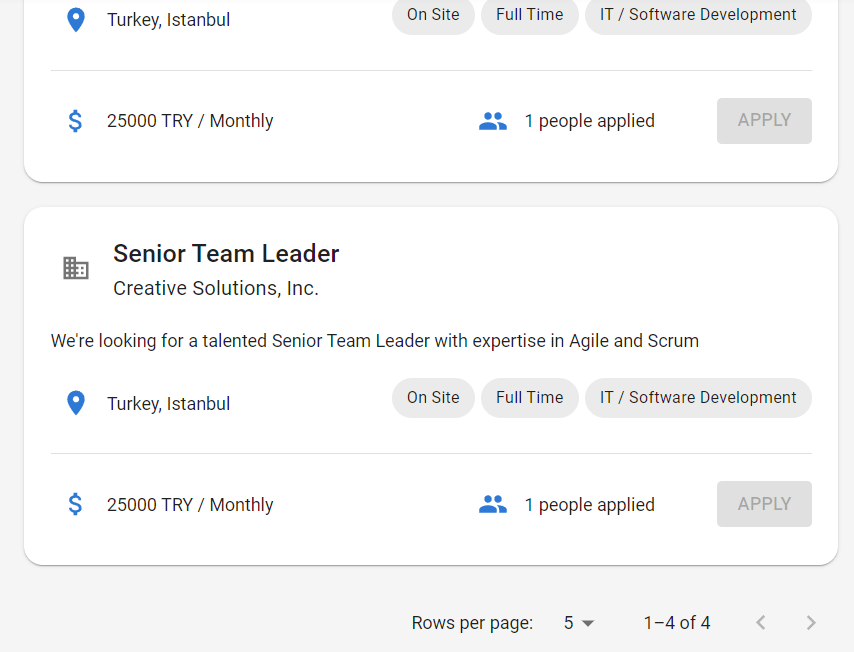 Turkey, Istanbul On Site Full Time IT / Software Development
$ 25000 TRY / Monthly 1 people applied APPLY
Senior Team Leader
Creative Solutions, Inc.
We're looking for a talented Senior Team Leader with expertise in Agile and Scrum
Turkey, Istanbul On Site Full Time IT / Software Development
$ 25000 TRY / Monthly 1 people applied APPLY
Rows per page: 5 1–4 of 4